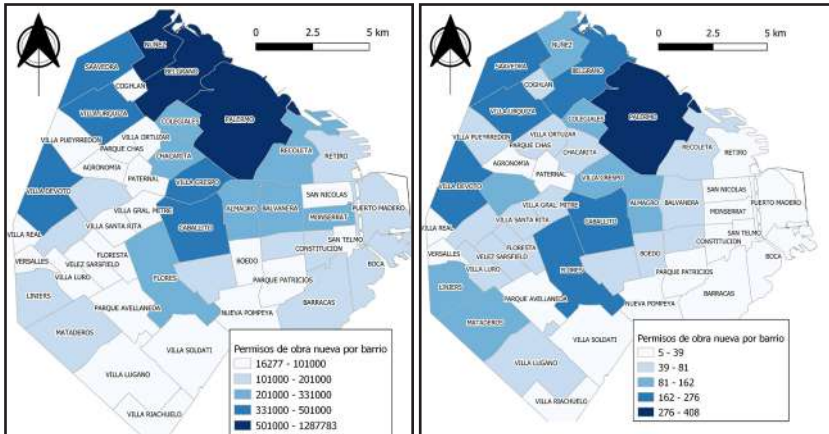 0 2.5 5 km
NUÑEZ
SAAVEDRA
BELGRANO
COGHLAN
VILLA URQUIZA
COLEGIALES
PALERMO
VILLA PUEYRREDON
VILLA ORTUZAR
PARQUE CHAS
CHACARITA
RECOLETA
RETIRO
AGRONOMIA
PATERNAL
VILLA CRESPO
VILLA DEVOTO
SAN NICOLAS
PUERTO MADERO
VILLA GRAL. MITRE
ALMAGRO
BALVANERA
MONSERRAT
VILLA REAL
VILLA SANTA RITA
CABALLITO
SAN TELMO
CONSTITUCION
VERSALLES
FLORESTA
VELEZ SARSFIELD
BOEDO
BOCA
VILLA LURO
FLORES
PARQUE PATRICIOS
LINIERS
PARQUE AVELLANEDA
BARRACAS
NUEVA POMPEYA
MATADEROS
VILLA SOLDATI
VILLA LUGANO
VILLA RIACHUELO
Permisos de obra nueva por barrio
16277 - 101000
101000 - 201000
201000 - 331000
331000 - 501000
501000 - 1287783
0 2.5 5 km
NUÑEZ
SAAVEDRA
BELGRANO
COGHLAN
VILLA URQUIZA
COLEGIALES
PALERMO
VILLA PUEYRREDON
VILLA ORTUZAR
PARQUE CHAS
CHACARITA
RECOLETA
RETIRO
AGRONOMIA
PATERNAL
VILLA CRESPO
VILLA DEVOTO
SAN NICOLAS
PUERTO MADERO
VILLA GRAL. MITRE
ALMAGRO
BALVANERA
MONSERRAT
VILLA REAL
VILLA SANTA RITA
CABALLITO
SAN TELMO
CONSTITUCION
VERSALLES
FLORESTA
VELEZ SARSFIELD
BOEDO
BOCA
VILLA LURO
FLORES
PARQUE PATRICIOS
LINIERS
PARQUE AVELLANEDA
BARRACAS
NUEVA POMPEYA
MATADEROS
VILLA SOLDATI
VILLA LUGANO
VILLA RIACHUELO
Permisos de obra nueva por barrio
5 - 39
39 - 81
81 - 162
162 - 276
276 - 408